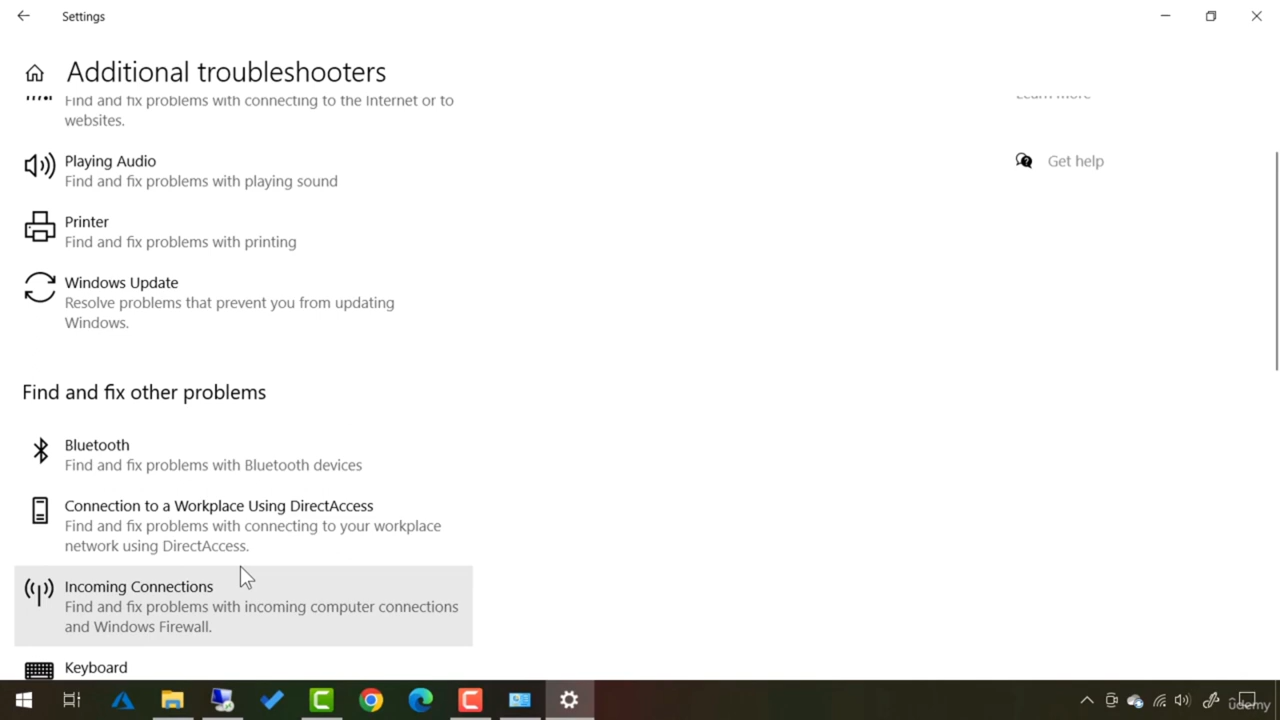 Settings
Additional troubleshooters
Find and fix problems with connecting to the Internet or to
websites.
Learn more
Playing Audio
Find and fix problems with playing sound
Get help
Printer
Find and fix problems with printing
Windows Update
Resolve problems that prevent you from updating
Windows.
Find and fix other problems
Bluetooth
Find and fix problems with Bluetooth devices
Connection to a Workplace Using DirectAccess
Find and fix problems with connecting to your workplace
network using DirectAccess.
Incoming Connections
Find and fix problems with incoming computer connections
and Windows Firewall.
Keyboard
udemy